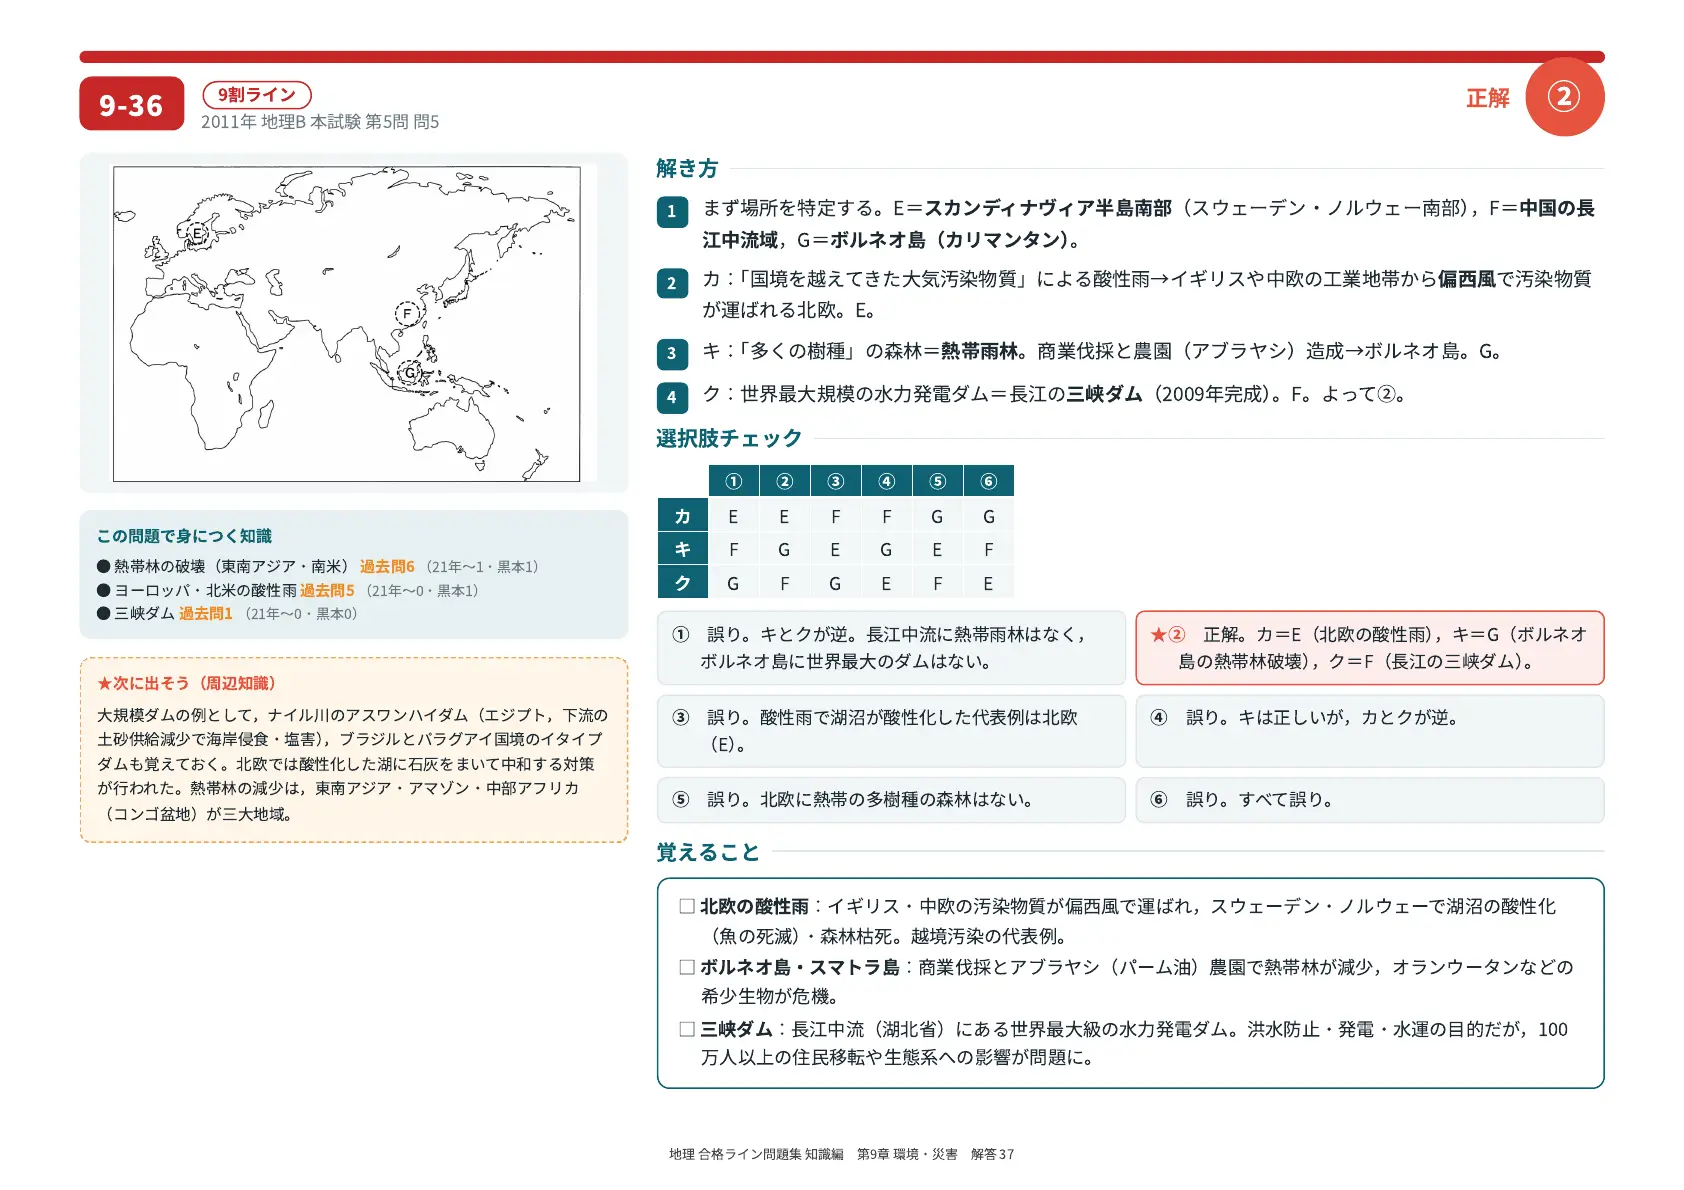 9-36
9割ライン
2011年 地理B 本試験 第5問 問5
正解 ②
E
F
G
この問題で身につく知識
● 熱帯林の破壊（東南アジア・南米） 過去問6 （21年〜1・黒本1）
● ヨーロッパ・北米の酸性雨 過去問5 （21年〜0・黒本1）
● 三峡ダム 過去問1 （21年〜0・黒本0）
★次に出そう（周辺知識）
大規模ダムの例として，ナイル川のアスワンハイダム（エジプト，下流の
土砂供給減少で海岸侵食・塩害），ブラジルとパラグアイ国境のイタイプ
ダムも覚えておく。北欧では酸性化した湖に石灰をまいて中和する対策
が行われた。熱帯林の減少は，東南アジア・アマゾン・中部アフリカ
（コンゴ盆地）が三大地域。
解き方
1 まず場所を特定する。E＝スカンディナヴィア半島南部（スウェーデン・ノルウェー南部），F＝中国の長
江中流域，G＝ボルネオ島（カリマンタン）。
2 カ：「国境を越えてきた大気汚染物質」による酸性雨→イギリスや中欧の工業地帯から偏西風で汚染物質
が運ばれる北欧。E。
3 キ：「多くの樹種」の森林＝熱帯雨林。商業伐採と農園（アブラヤシ）造成→ボルネオ島。G。
4 ク：世界最大規模の水力発電ダム＝長江の三峡ダム（2009年完成）。F。よって②。
選択肢チェック
① ② ③ ④ ⑤ ⑥
カ E E F F G G
キ F G E G E F
ク G F G E F E
① 誤り。キとクが逆。長江中流に熱帯雨林はなく，
ボルネオ島に世界最大のダムはない。
★② 正解。カ＝E（北欧の酸性雨），キ＝G（ボルネオ
島の熱帯林破壊），ク＝F（長江の三峡ダム）。
③ 誤り。酸性雨で湖沼が酸性化した代表例は北欧
（E）。
④ 誤り。キは正しいが，カとクが逆。
⑤ 誤り。北欧に熱帯の多樹種の森林はない。
⑥ 誤り。すべて誤り。
覚えること
□ 北欧の酸性雨：イギリス・中欧の汚染物質が偏西風で運ばれ，スウェーデン・ノルウェーで湖沼の酸性化
（魚の死滅）・森林枯死。越境汚染の代表例。
□ ボルネオ島・スマトラ島：商業伐採とアブラヤシ（パーム油）農園で熱帯林が減少，オランウータンなどの
希少生物が危機。
□ 三峡ダム：長江中流（湖北省）にある世界最大級の水力発電ダム。洪水防止・発電・水運の目的だが，100
万人以上の住民移転や生態系への影響が問題に。
地理 合格ライン問題集 知識編 第9章 環境・災害 解答 37